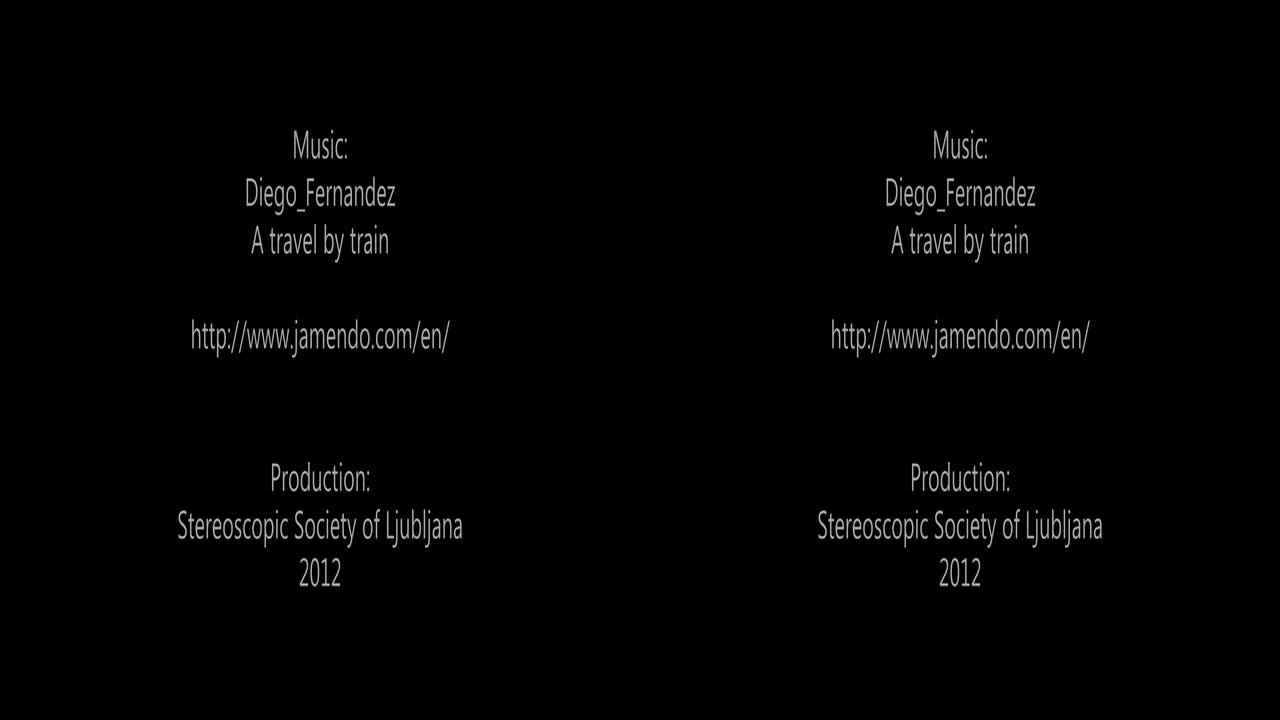 Music:
Diego_Fernandez
A travel by train
http://www.jamendo.com/en/
Production:
Stereoscopic Society of Ljubljana
2012
Music:
Diego_Fernandez
A travel by train
http://www.jamendo.com/en/
Production:
Stereoscopic Society of Ljubljana
2012